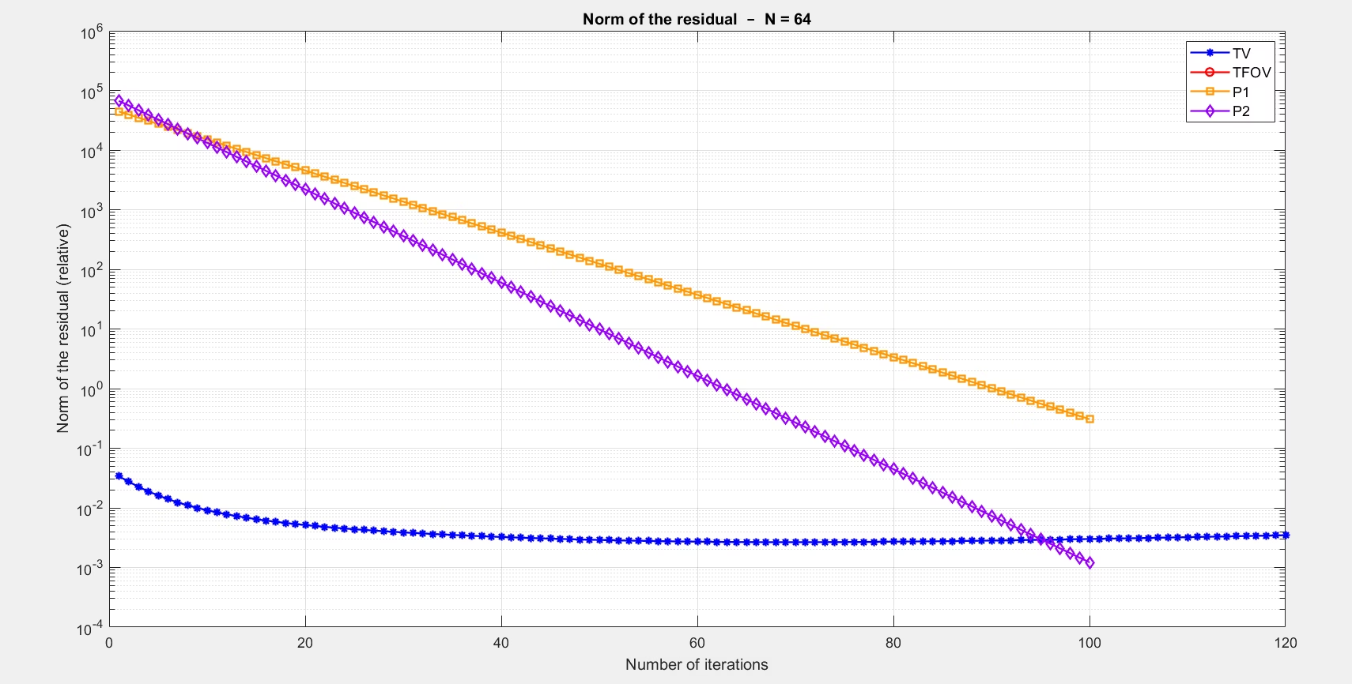 Norm of the residual – N = 64
TV
TFOV
P1
P2
Norm of the residual (relative)
10^6
10^5
10^4
10^3
10^2
10^1
10^0
10^-1
10^-2
10^-3
10^-4
0 20 40 60 80 100 120
Number of iterations